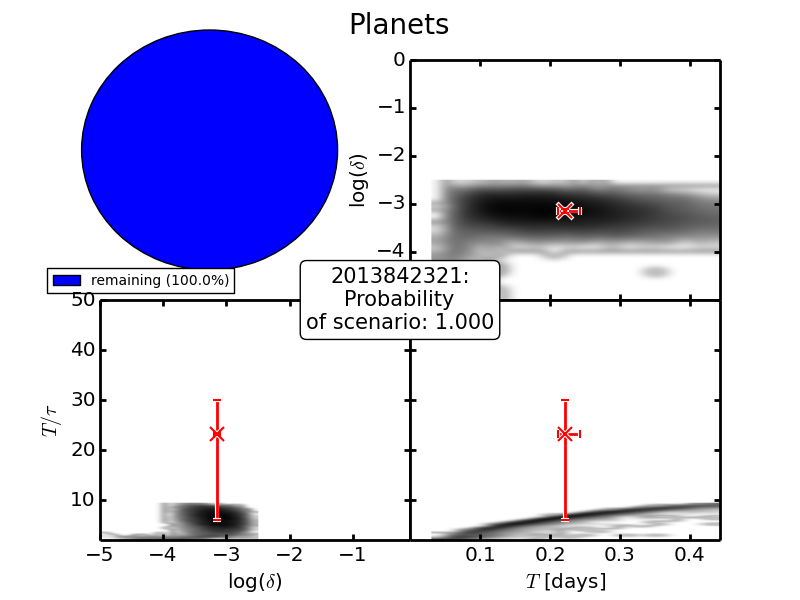 Planets
0
−1
−2
−3
−4
log(δ)
remaining (100.0%)
2013842321:
Probability
of scenario: 1.000
50
40
30
20
10
T/τ
−5 −4 −3 −2 −1
log(δ)
0.1 0.2 0.3 0.4
T [days]